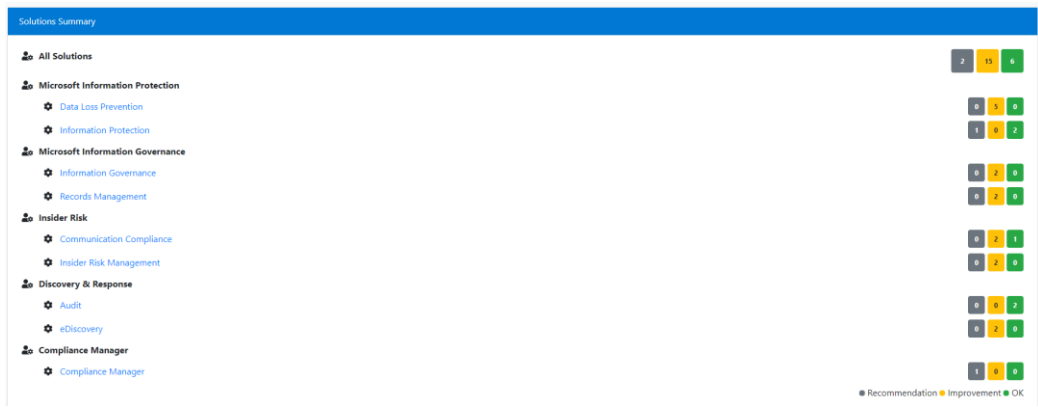 Solutions Summary
All Solutions 2 15 6
Microsoft Information Protection
Data Loss Prevention 0 5 0
Information Protection 1 0 2
Microsoft Information Governance
Information Governance 0 2 0
Records Management 0 2 0
Insider Risk
Communication Compliance 0 2 1
Insider Risk Management 0 2 0
Discovery & Response
Audit 0 0 2
eDiscovery 0 2 0
Compliance Manager
Compliance Manager 1 0 0
Recommendation Improvement OK